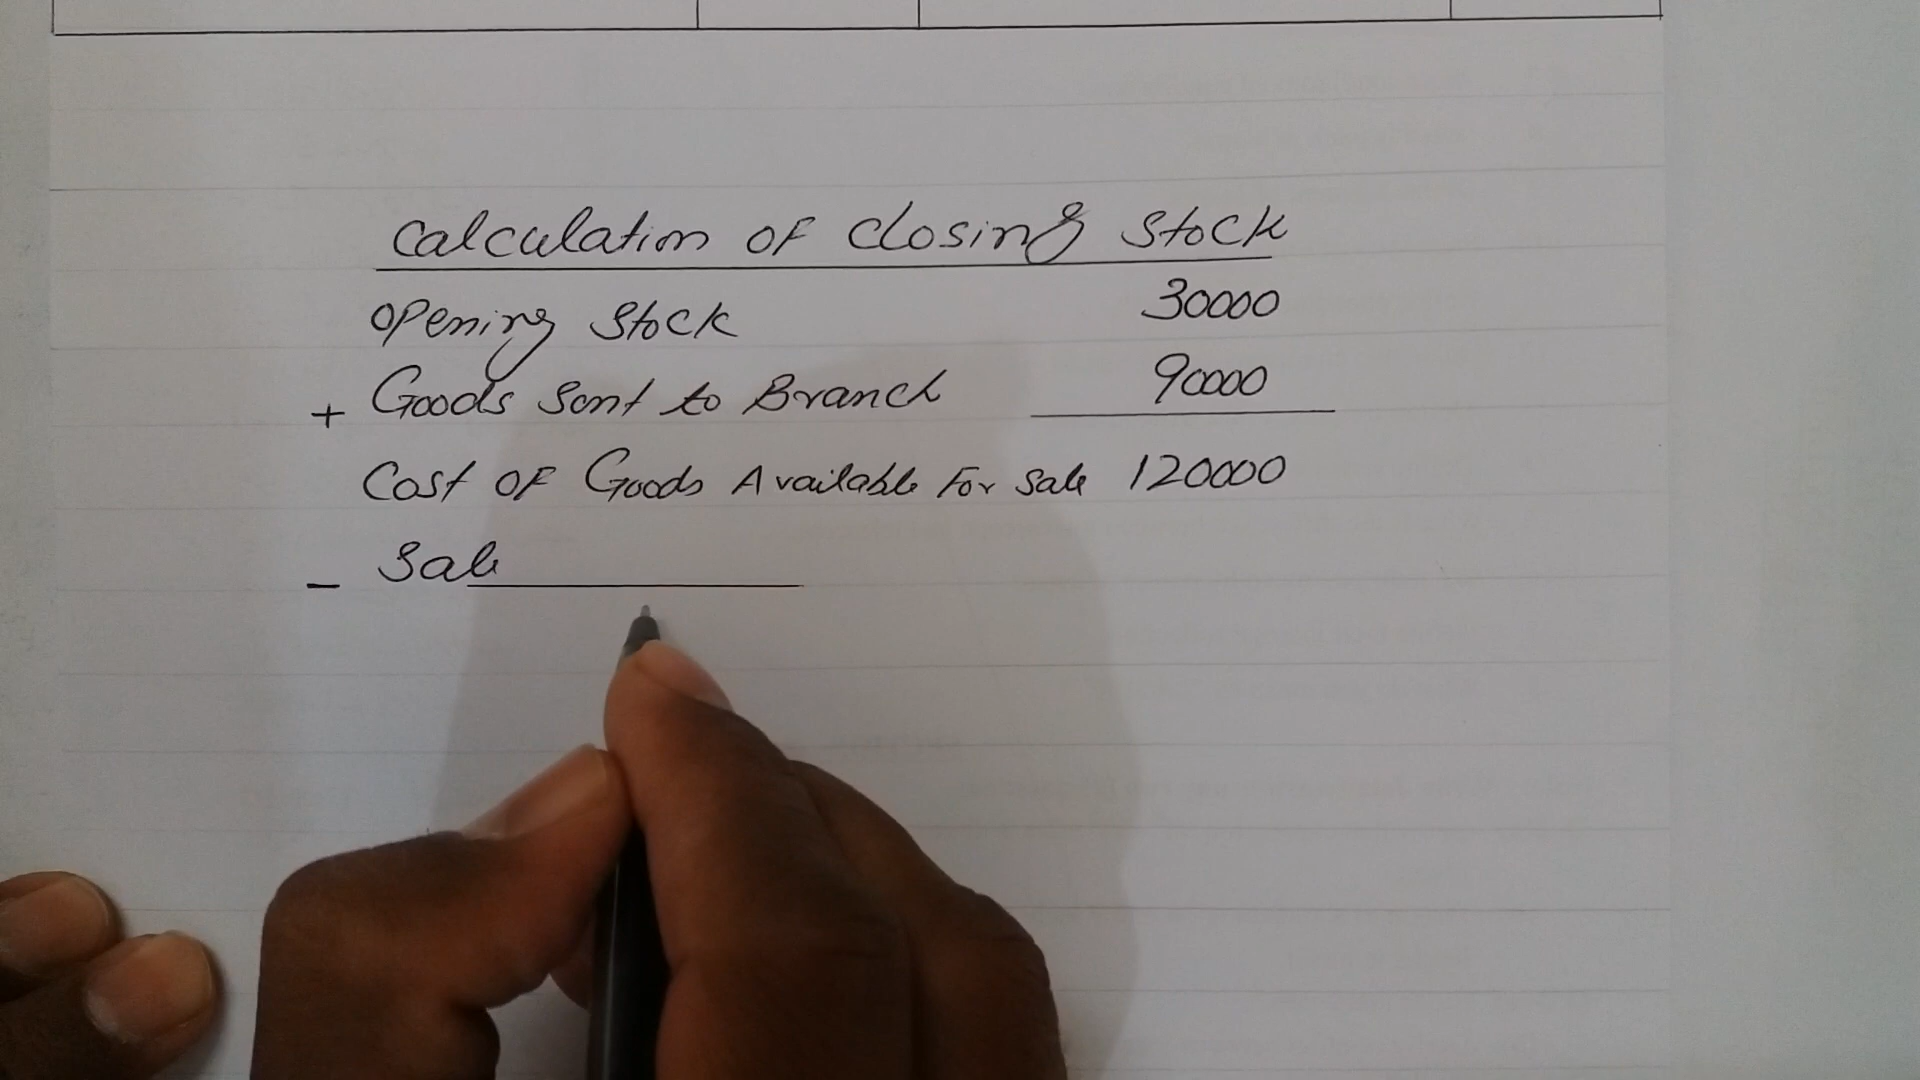 Calculation OF Closing Stock
Opening Stock 30000
+ Goods Sent to Branch 90000
Cost OF Goods Available For Sale 120000
- Sale